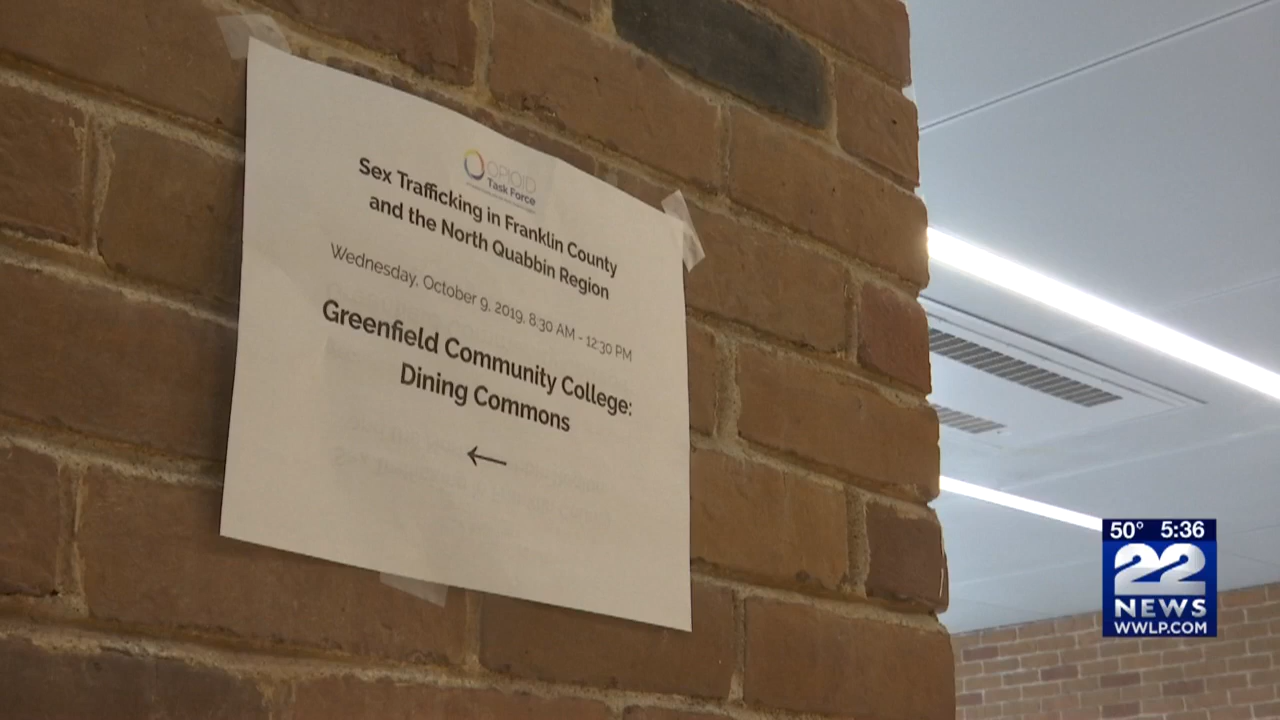 OPIOID
Task Force
Sex Trafficking in Franklin County
and the North Quabbin Region
Wednesday, October 9, 2019, 8:30 AM - 12:30 PM
Greenfield Community College:
Dining Commons
←
50° 5:36
22
NEWS
WWLP.COM